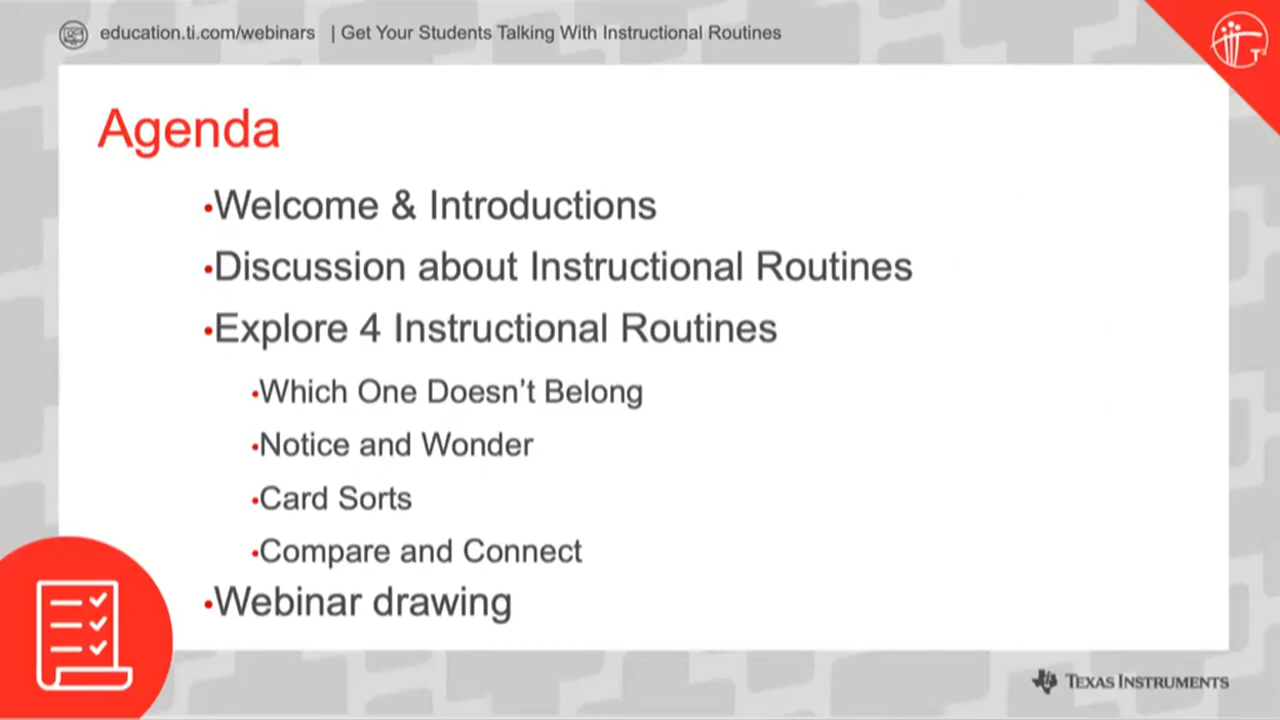 education.ti.com/webinars | Get Your Students Talking With Instructional Routines
T³
Agenda
•Welcome & Introductions
•Discussion about Instructional Routines
•Explore 4 Instructional Routines
•Which One Doesn’t Belong
•Notice and Wonder
•Card Sorts
•Compare and Connect
•Webinar drawing
TEXAS INSTRUMENTS